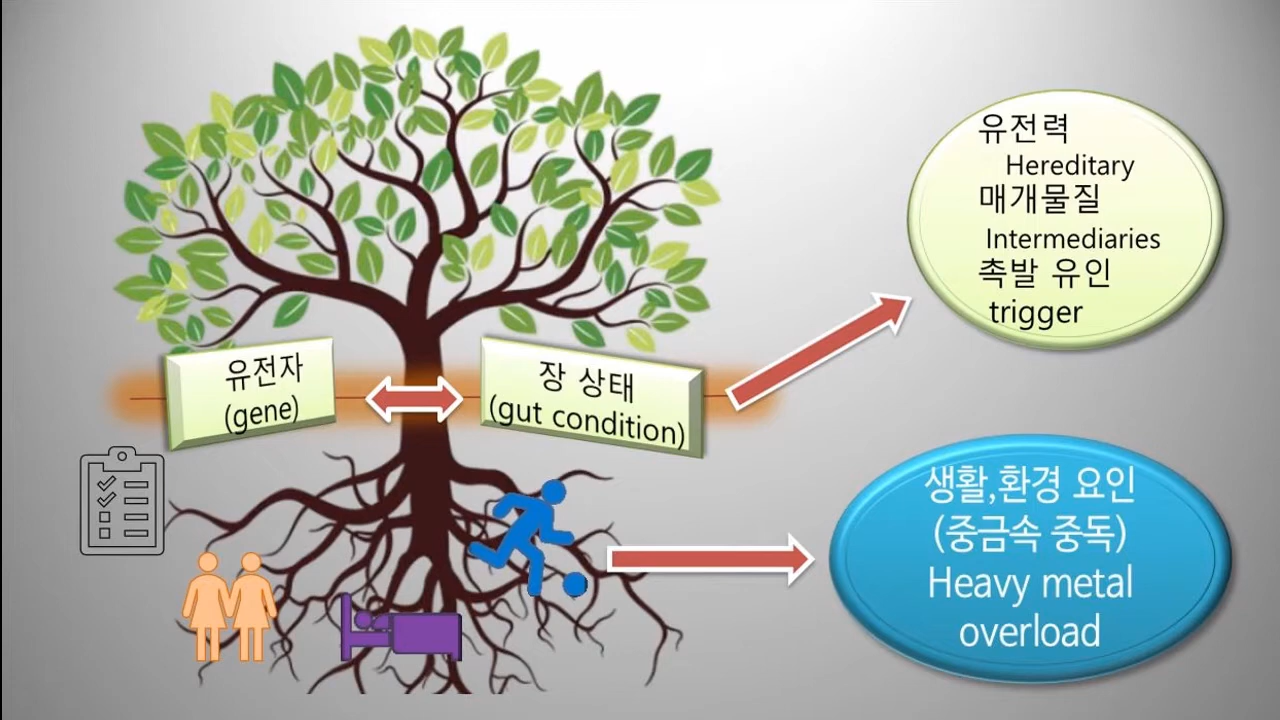 유전자
(gene)
장 상태
(gut condition)
유전력
Hereditary
매개물질
Intermediaries
촉발 유인
trigger
생활,환경 요인
(중금속 중독)
Heavy metal
overload